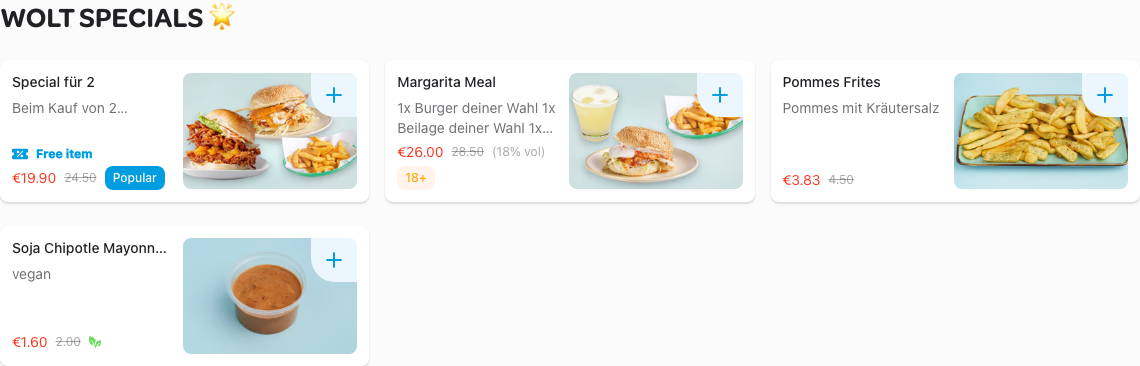 WOLT SPECIALS 🌟
Special für 2
Beim Kauf von 2...
Free item
€19.90 24.50 Popular
Margarita Meal
1x Burger deiner Wahl 1x
Beilage deiner Wahl 1x...
€26.00 28.50 (18% vol)
18+
Pommes Frites
Pommes mit Kräutersalz
€3.83 4.50
Soja Chipotle Mayonn...
vegan
€1.60 2.00